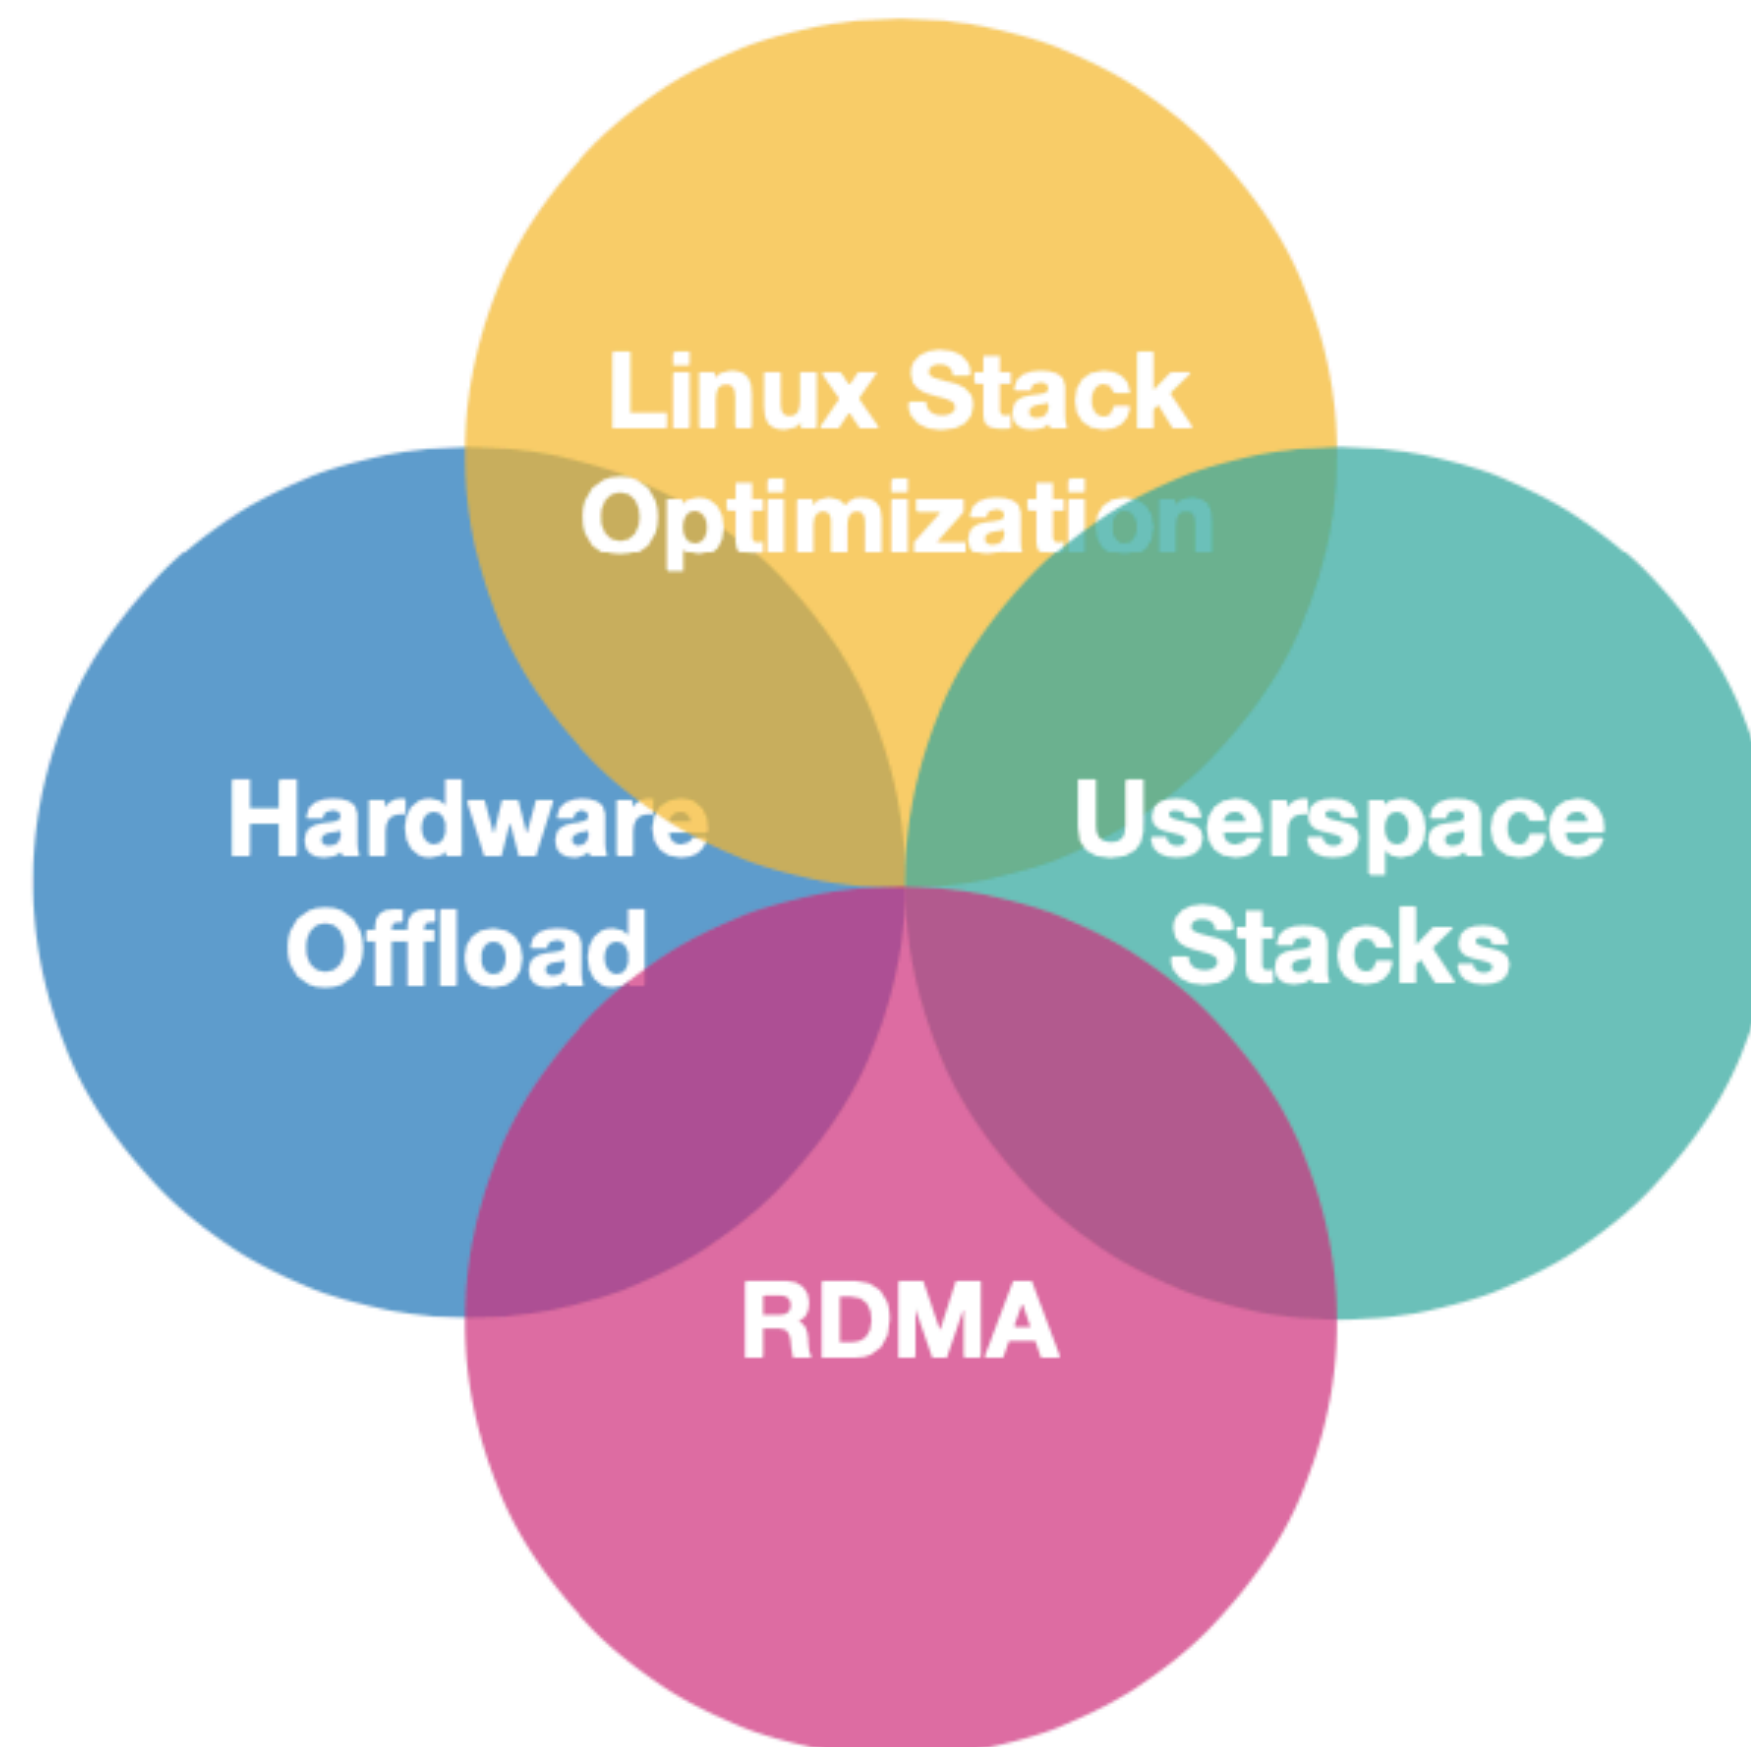 Linux Stack
Optimization
Hardware
Offload
Userspace
Stacks
RDMA